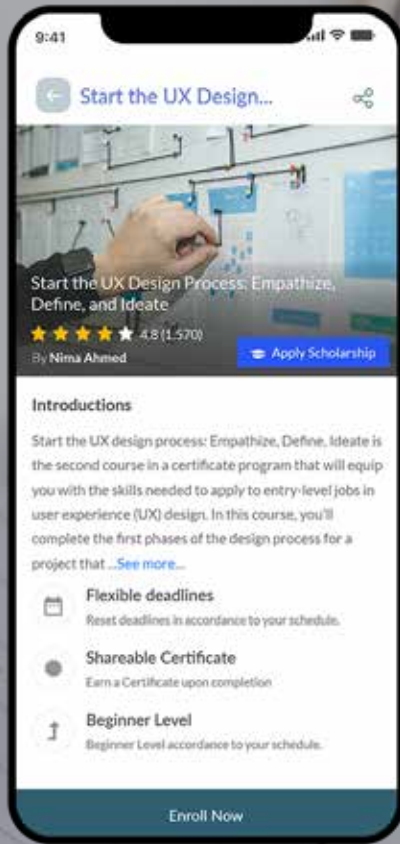 9:41
Start the UX Design...
Start the UX Design Process: Empathize,
Define, and Ideate
4.8 (1.570)
By Nima Ahmed
Apply Scholarship
Introductions
Start the UX design process: Empathize, Define, Ideate is
the second course in a certificate program that will equip
you with the skills needed to apply to entry-level jobs in
user experience (UX) design. In this course, you'll
complete the first phases of the design process for a
project that ...See more...
Flexible deadlines
Reset deadlines in accordance to your schedule.
Shareable Certificate
Earn a Certificate upon completion
Beginner Level
Beginner Level accordance to your schedule.
Enroll Now